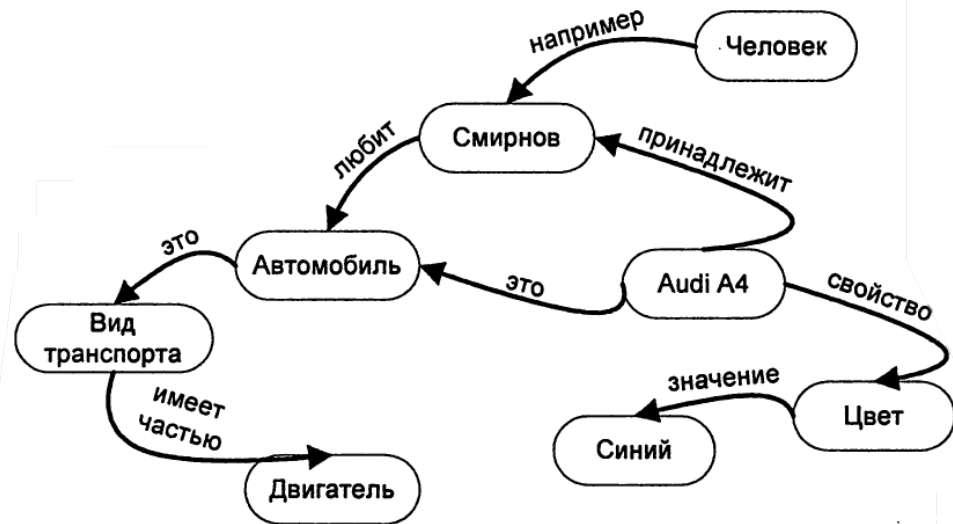 например
Человек
Смирнов
любит
принадлежит
это
Автомобиль
это
Audi A4
свойство
Вид
транспорта
имеет
частью
значение
Цвет
Синий
Двигатель